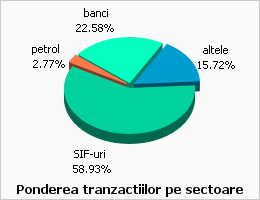 banci
22.58%
petrol
2.77%
altele
15.72%
SIF-uri
58.93%
Ponderea tranzactiilor pe sectoare